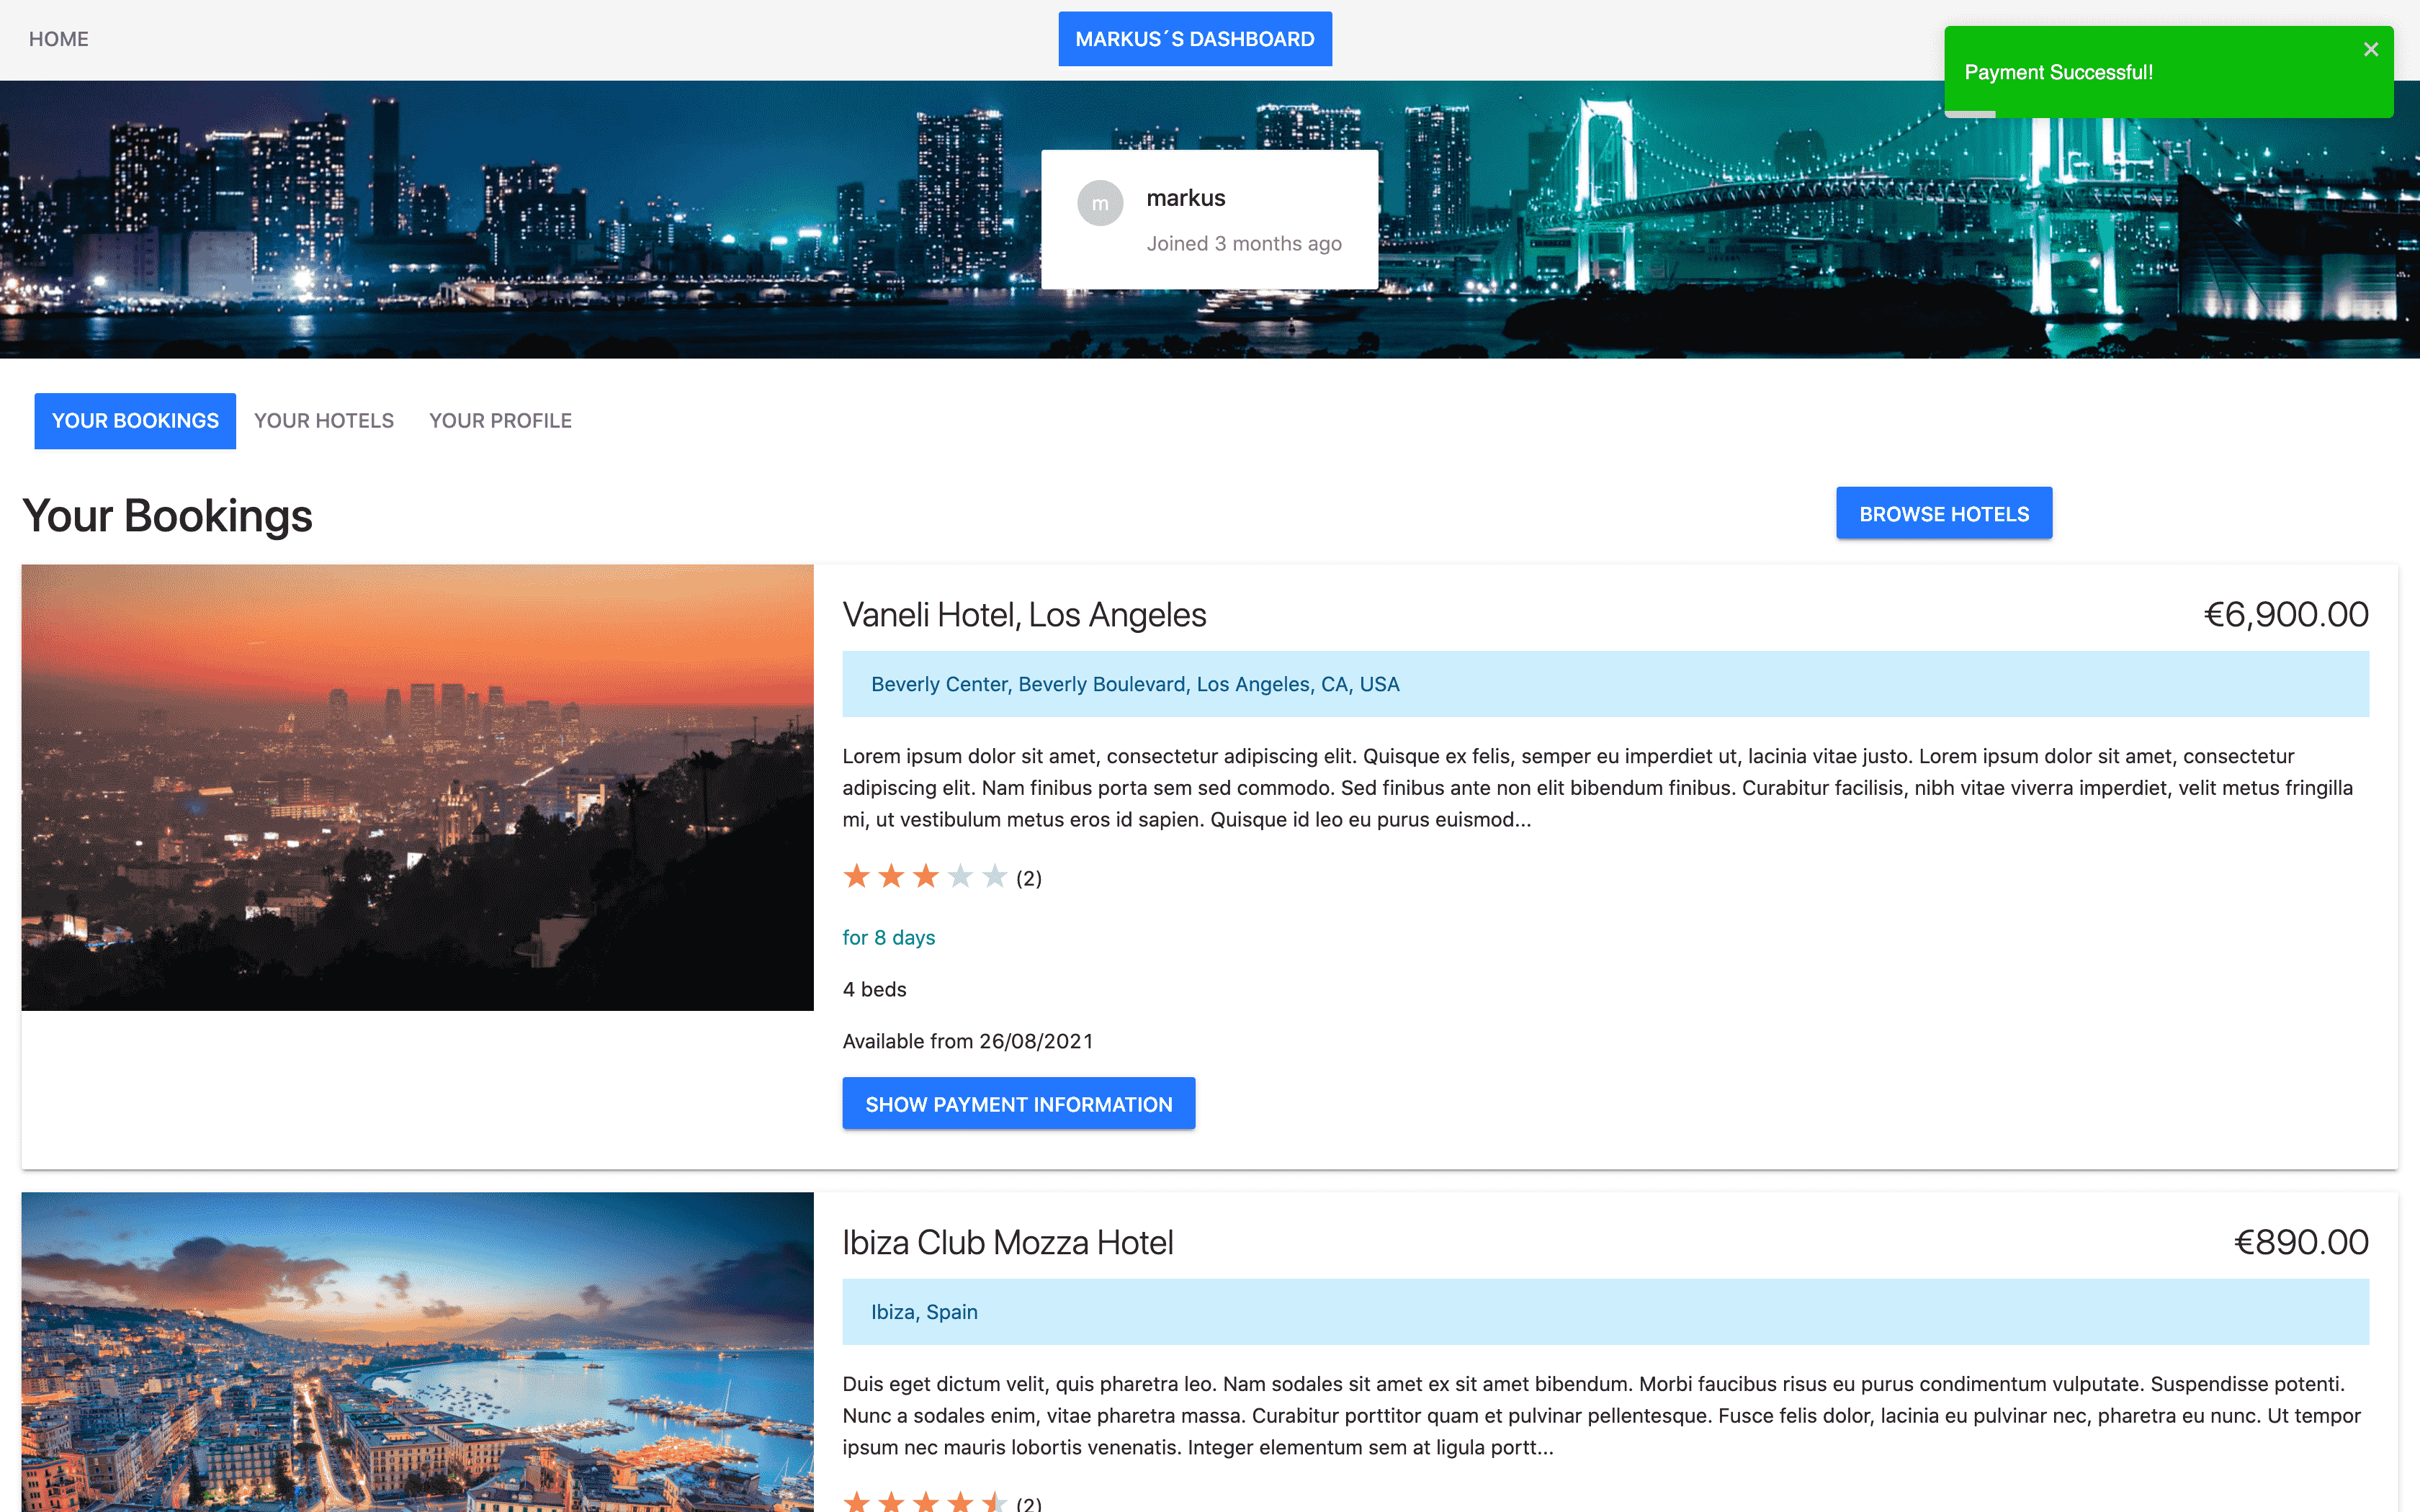 HOME
MARKUS´S DASHBOARD
Payment Successful!
m
markus
Joined 3 months ago
YOUR BOOKINGS
YOUR HOTELS
YOUR PROFILE
Your Bookings
BROWSE HOTELS
Vaneli Hotel, Los Angeles
€6,900.00
Beverly Center, Beverly Boulevard, Los Angeles, CA, USA
Lorem ipsum dolor sit amet, consectetur adipiscing elit. Quisque ex felis, semper eu imperdiet ut, lacinia vitae justo. Lorem ipsum dolor sit amet, consectetur
adipiscing elit. Nam finibus porta sem sed commodo. Sed finibus ante non elit bibendum finibus. Curabitur facilisis, nibh vitae viverra imperdiet, velit metus fringilla
mi, ut vestibulum metus eros id sapien. Quisque id leo eu purus euismod...
(2)
for 8 days
4 beds
Available from 26/08/2021
SHOW PAYMENT INFORMATION
Ibiza Club Mozza Hotel
€890.00
Ibiza, Spain
Duis eget dictum velit, quis pharetra leo. Nam sodales sit amet ex sit amet bibendum. Morbi faucibus risus eu purus condimentum vulputate. Suspendisse potenti.
Nunc a sodales enim, vitae pharetra massa. Curabitur porttitor quam et pulvinar pellentesque. Fusce felis dolor, lacinia eu pulvinar nec, pharetra eu nunc. Ut tempor
ipsum nec mauris lobortis venenatis. Integer elementum sem at ligula portt...
(2)